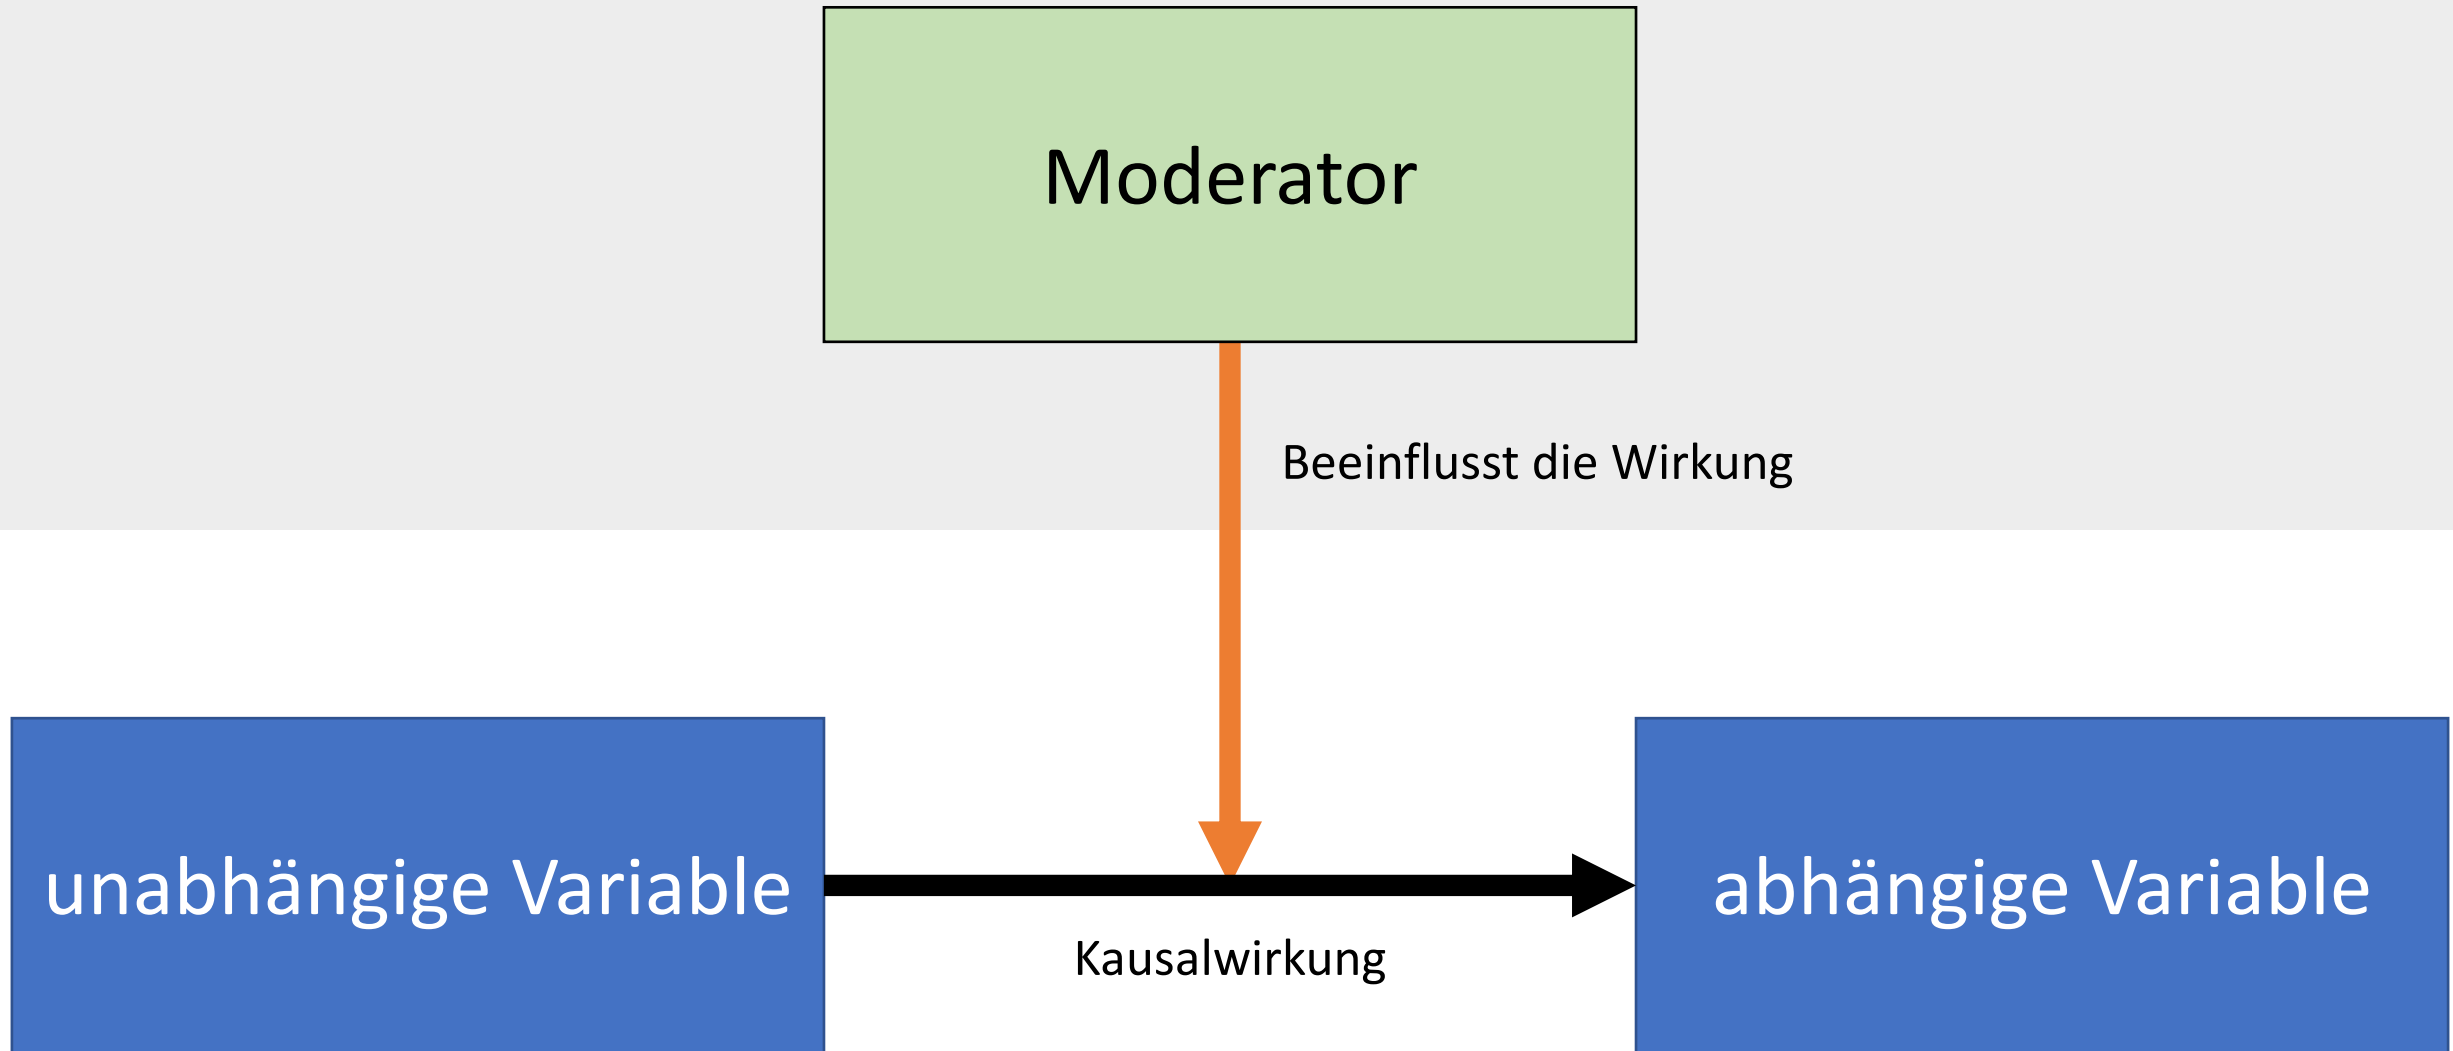 Moderator
Beeinflusst die Wirkung
unabhängige Variable
abhängige Variable
Kausalwirkung